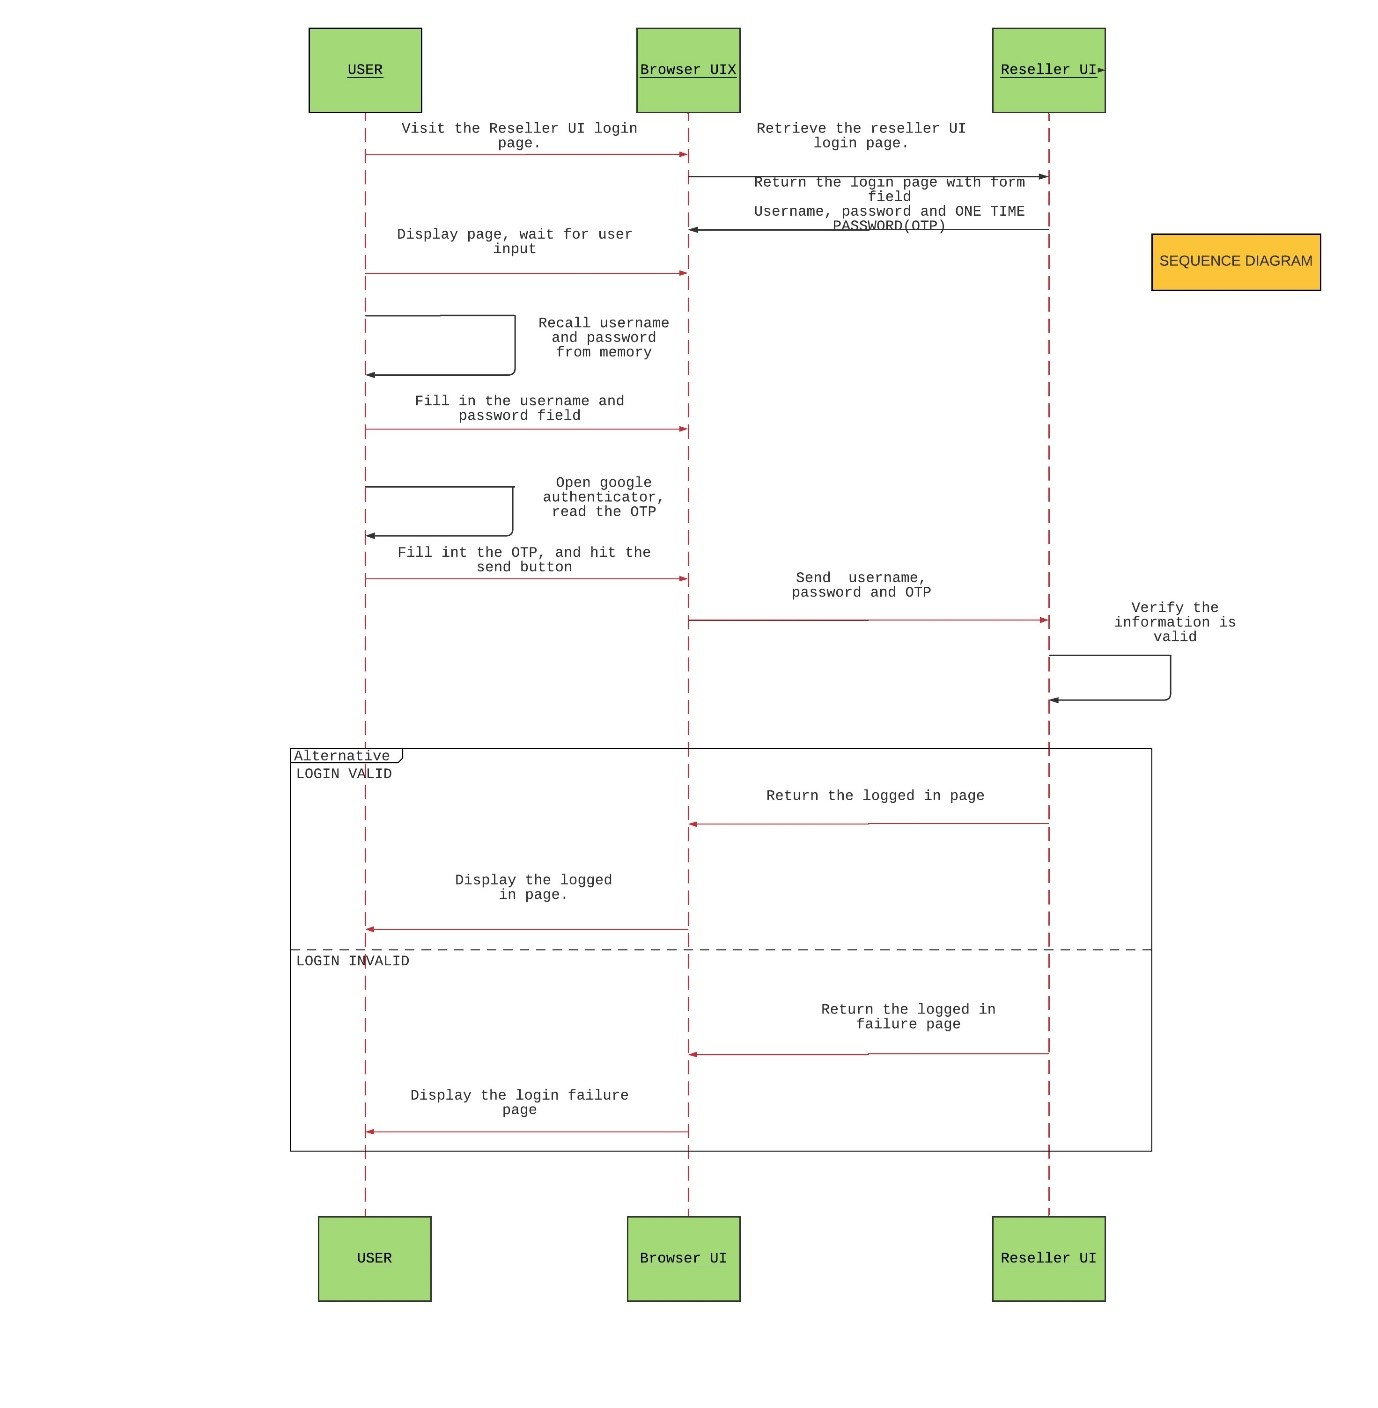 USER
Browser UIX
Reseller UI
Visit the Reseller UI login
page.
Retrieve the reseller UI
login page.
Return the login page with form
field
Username, password and ONE TIME
PASSWORD(OTP)
Display page, wait for user
input
SEQUENCE DIAGRAM
Recall username
and password
from memory
Fill in the username and
password field
Open google
authenticator,
read the OTP
Fill int the OTP, and hit the
send button
Send  username,
password and OTP
Verify the
information is
valid
Alternative
LOGIN VALID
Return the logged in page
Display the logged
in page.
LOGIN INVALID
Return the logged in
failure page
Display the login failure
page
USER
Browser UI
Reseller UI